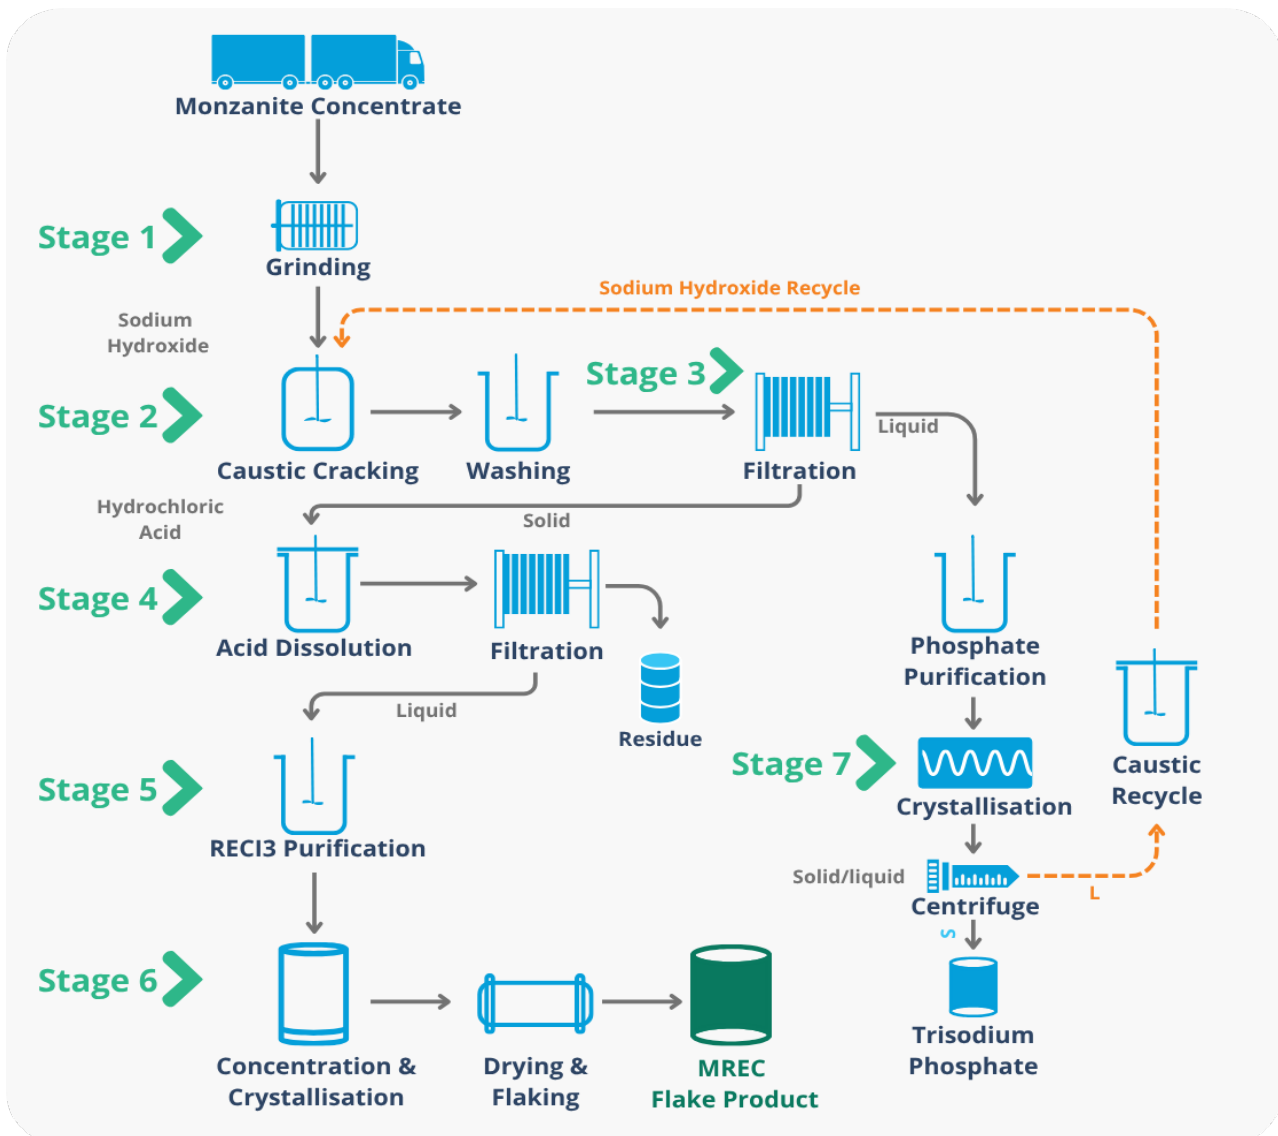 Monzanite Concentrate
Stage 1
Grinding
Sodium Hydroxide Recycle
Sodium
Hydroxide
Stage 2
Stage 3
Liquid
Caustic Cracking
Washing
Filtration
Hydrochloric
Acid
Solid
Stage 4
Acid Dissolution
Filtration
Phosphate
Purification
Liquid
Residue
Stage 7
Caustic
Recycle
Stage 5
Crystallisation
RECI3 Purification
Solid/liquid
L
Centrifuge
S
Stage 6
Trisodium
Phosphate
Concentration &
Crystallisation
Drying &
Flaking
MREC
Flake Product